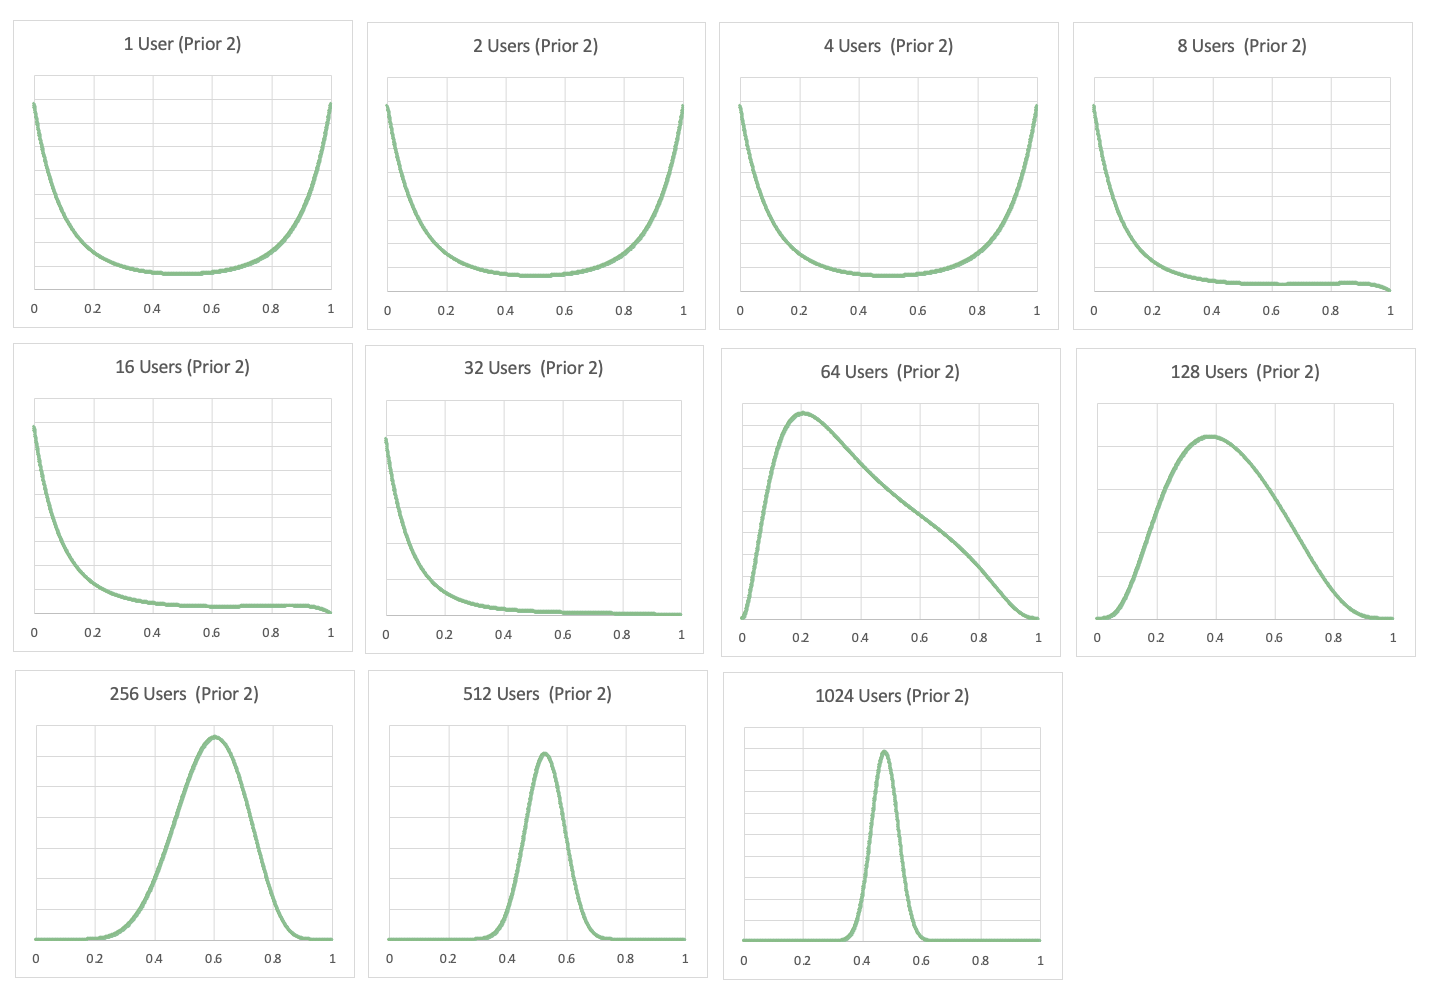 1 User (Prior 2)
0 0.2 0.4 0.6 0.8 1
2 Users (Prior 2)
0 0.2 0.4 0.6 0.8 1
4 Users (Prior 2)
0 0.2 0.4 0.6 0.8 1
8 Users (Prior 2)
0 0.2 0.4 0.6 0.8 1
16 Users (Prior 2)
0 0.2 0.4 0.6 0.8 1
32 Users (Prior 2)
0 0.2 0.4 0.6 0.8 1
64 Users (Prior 2)
0 0.2 0.4 0.6 0.8 1
128 Users (Prior 2)
0 0.2 0.4 0.6 0.8 1
256 Users (Prior 2)
0 0.2 0.4 0.6 0.8 1
512 Users (Prior 2)
0 0.2 0.4 0.6 0.8 1
1024 Users (Prior 2)
0 0.2 0.4 0.6 0.8 1